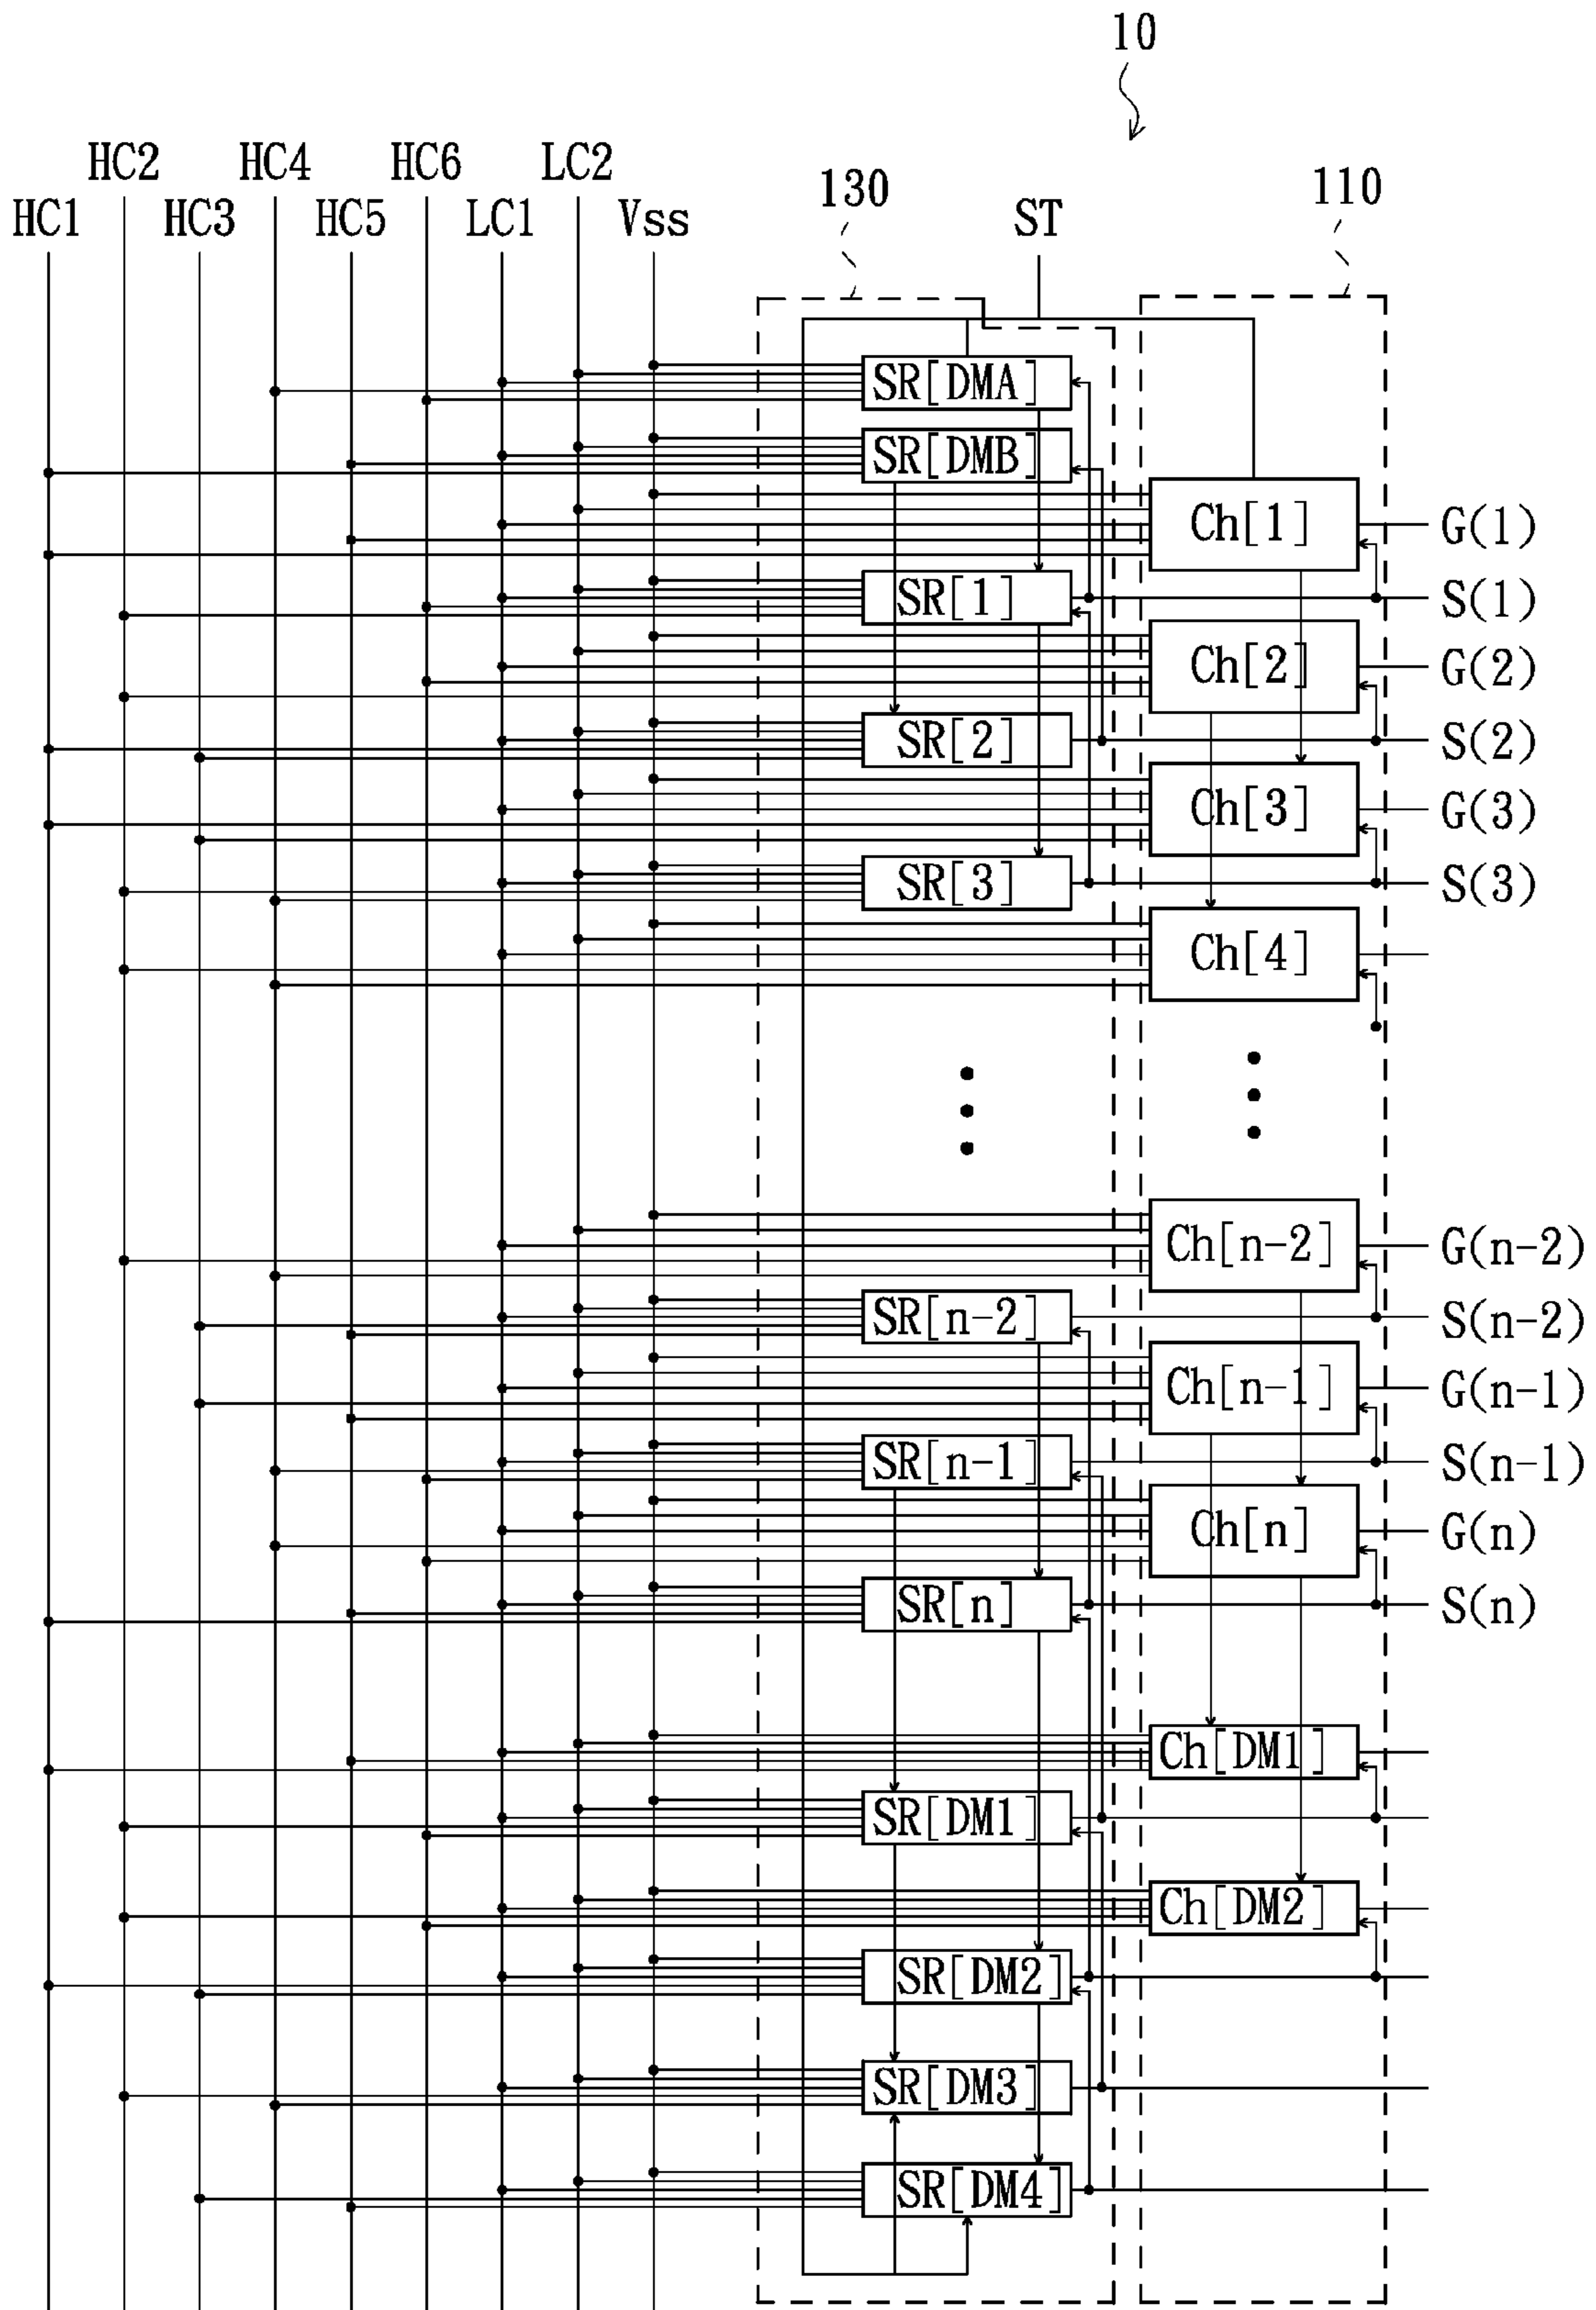 10
HC2 HC4 HC6 LC2
HC1 HC3 HC5 LC1 Vss 130 ST 110
SR[DMA]
SR[DMB]
Ch[1] G(1)
SR[1] S(1)
Ch[2] G(2)
SR[2] S(2)
Ch[3] G(3)
SR[3] S(3)
Ch[4]
Ch[n-2] G(n-2)
SR[n-2] S(n-2)
Ch[n-1] G(n-1)
SR[n-1] S(n-1)
Ch[n] G(n)
SR[n] S(n)
Ch[DM1]
SR[DM1]
Ch[DM2]
SR[DM2]
SR[DM3]
SR[DM4]